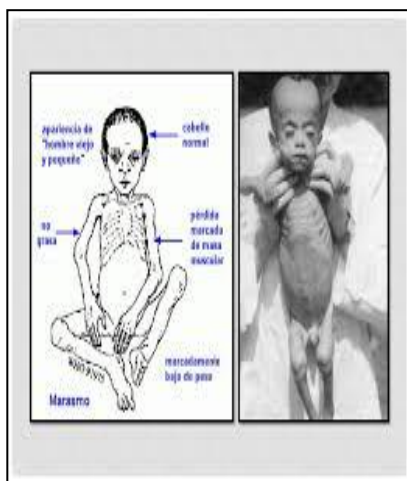 apariencia de
"hombre viejo
y pequeño"
cabello
normal
no
grasa
pérdida
marcada
de masa
muscular
marcadamente
bajo de peso
Marasmo